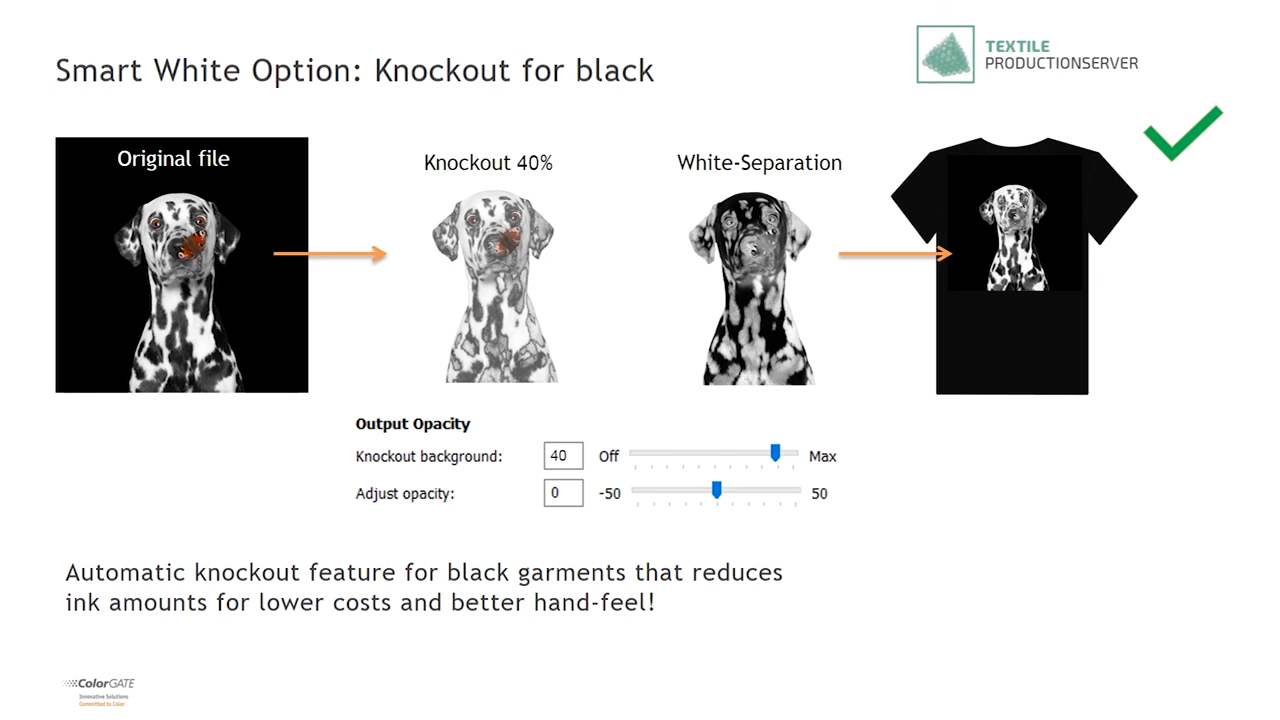 Smart White Option: Knockout for black
TEXTILE
PRODUCTIONSERVER
Original file
Knockout 40%
White-Separation
Output Opacity
Knockout background: 40 Off Max
Adjust opacity: 0 -50 50
Automatic knockout feature for black garments that reduces
ink amounts for lower costs and better hand-feel!
ColorGATE
Innovative Solutions
Committed to Color